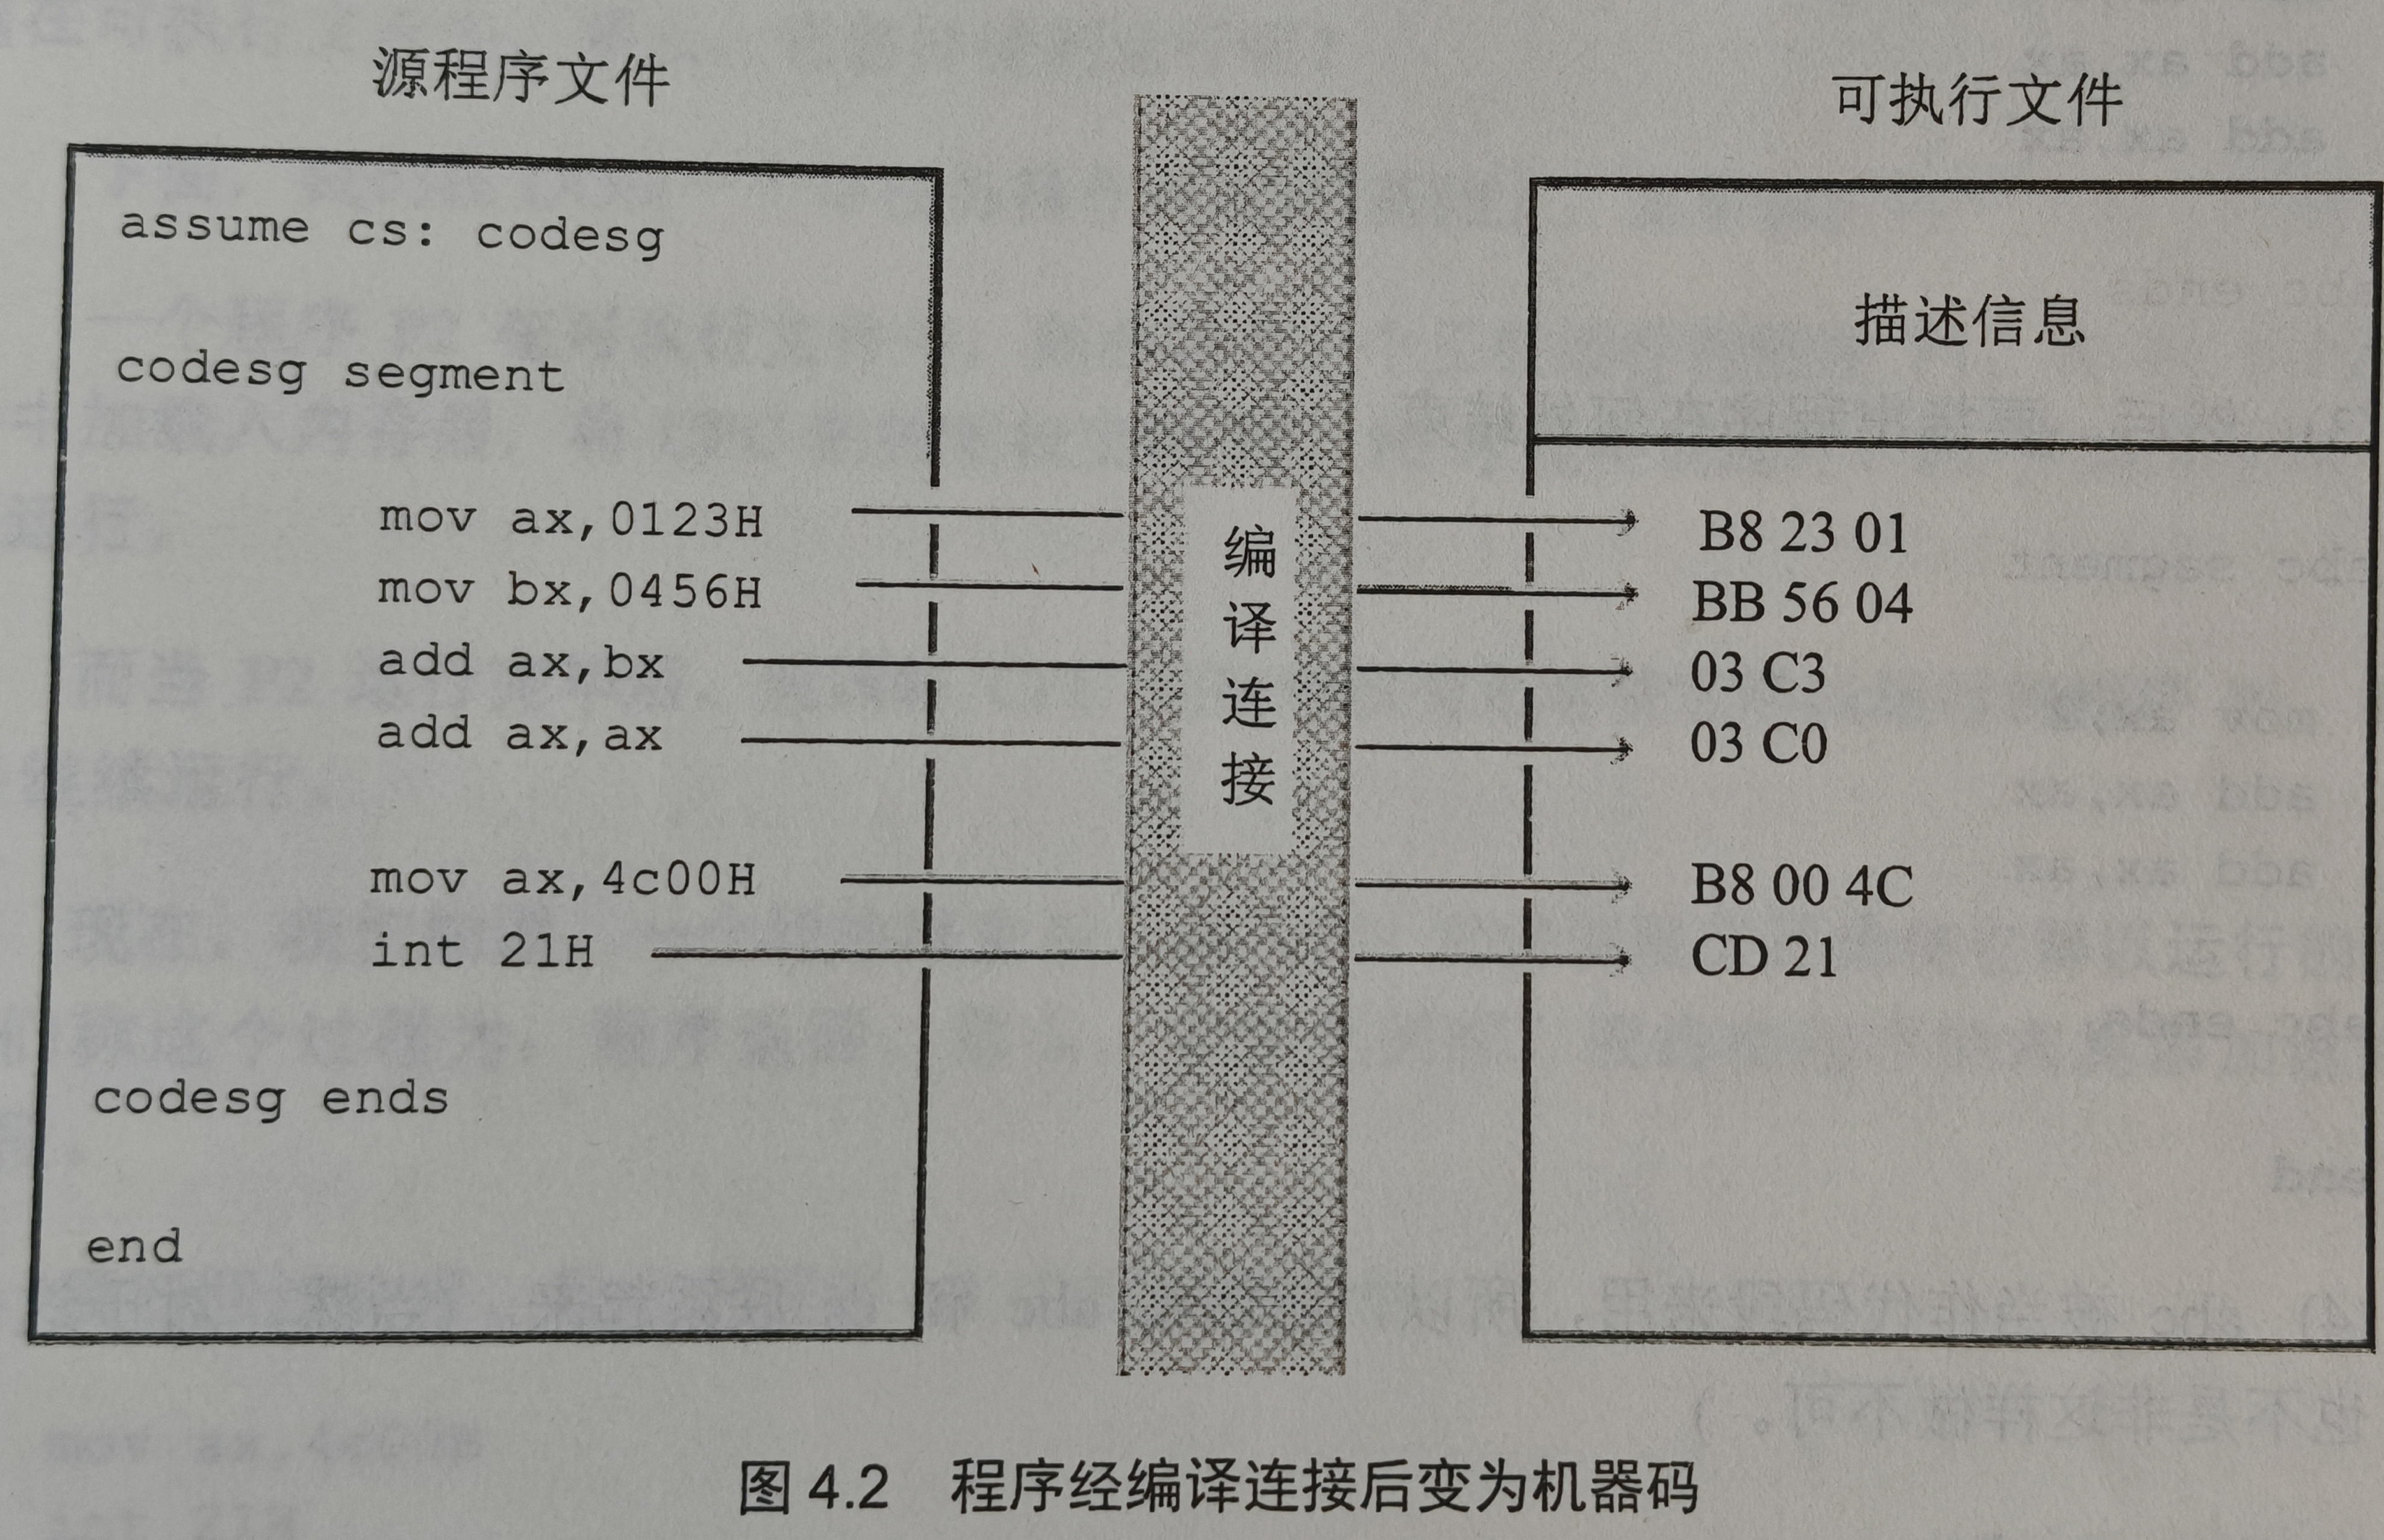 源程序文件
assume cs: codesg
codesg segment
mov ax,0123H
mov bx,0456H
add ax,bx
add ax,ax
mov ax,4c00H
int 21H
codesg ends
end
编
译
连
接
可执行文件
描述信息
B8 23 01
BB 56 04
03 C3
03 C0
B8 00 4C
CD 21
图 4.2 程序经编译连接后变为机器码